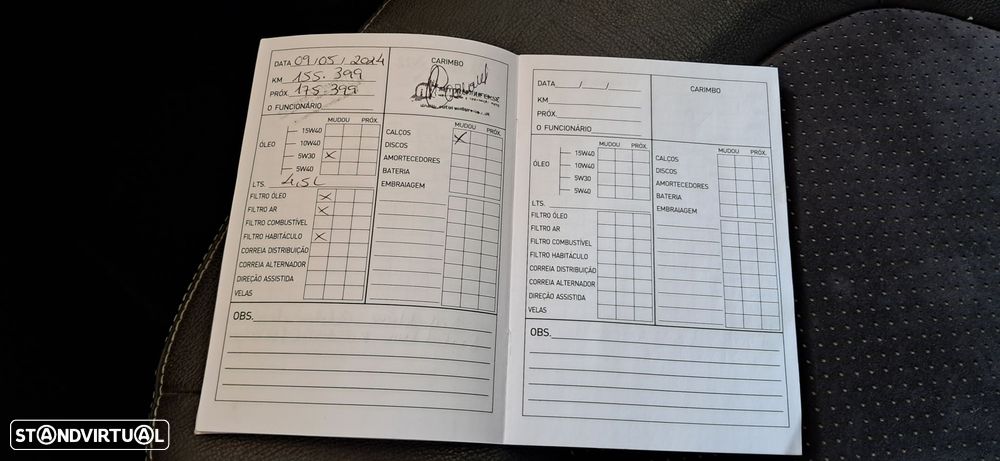 DATA 09/05/2024
KM 155.399
PRÓX. 175.399
O FUNCIONÁRIO
CARIMBO
MUDOU PRÓX.
ÓLEO
15W40
10W40
5W30 X
5W40
LTS. 4,5L
FILTRO ÓLEO X
FILTRO AR X
FILTRO COMBUSTÍVEL
FILTRO HABITÁCULO X
CORREIA DISTRIBUIÇÃO
CORREIA ALTERNADOR
DIREÇÃO ASSISTIDA
VELAS
MUDOU PRÓX.
CALÇOS X
DISCOS
AMORTECEDORES
BATERIA
EMBRAIAGEM
OBS.
DATA / /
KM
PRÓX.
O FUNCIONÁRIO
CARIMBO
MUDOU PRÓX.
ÓLEO
15W40
10W40
5W30
5W40
LTS.
FILTRO ÓLEO
FILTRO AR
FILTRO COMBUSTÍVEL
FILTRO HABITÁCULO
CORREIA DISTRIBUIÇÃO
CORREIA ALTERNADOR
DIREÇÃO ASSISTIDA
VELAS
MUDOU PRÓX.
CALÇOS
DISCOS
AMORTECEDORES
BATERIA
EMBRAIAGEM
OBS.
STANDVIRTUAL